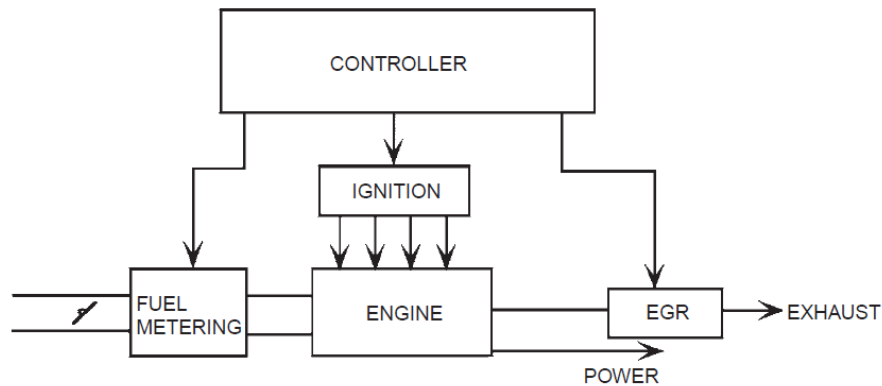 CONTROLLER
IGNITION
FUEL
METERING
ENGINE
EGR
EXHAUST
POWER